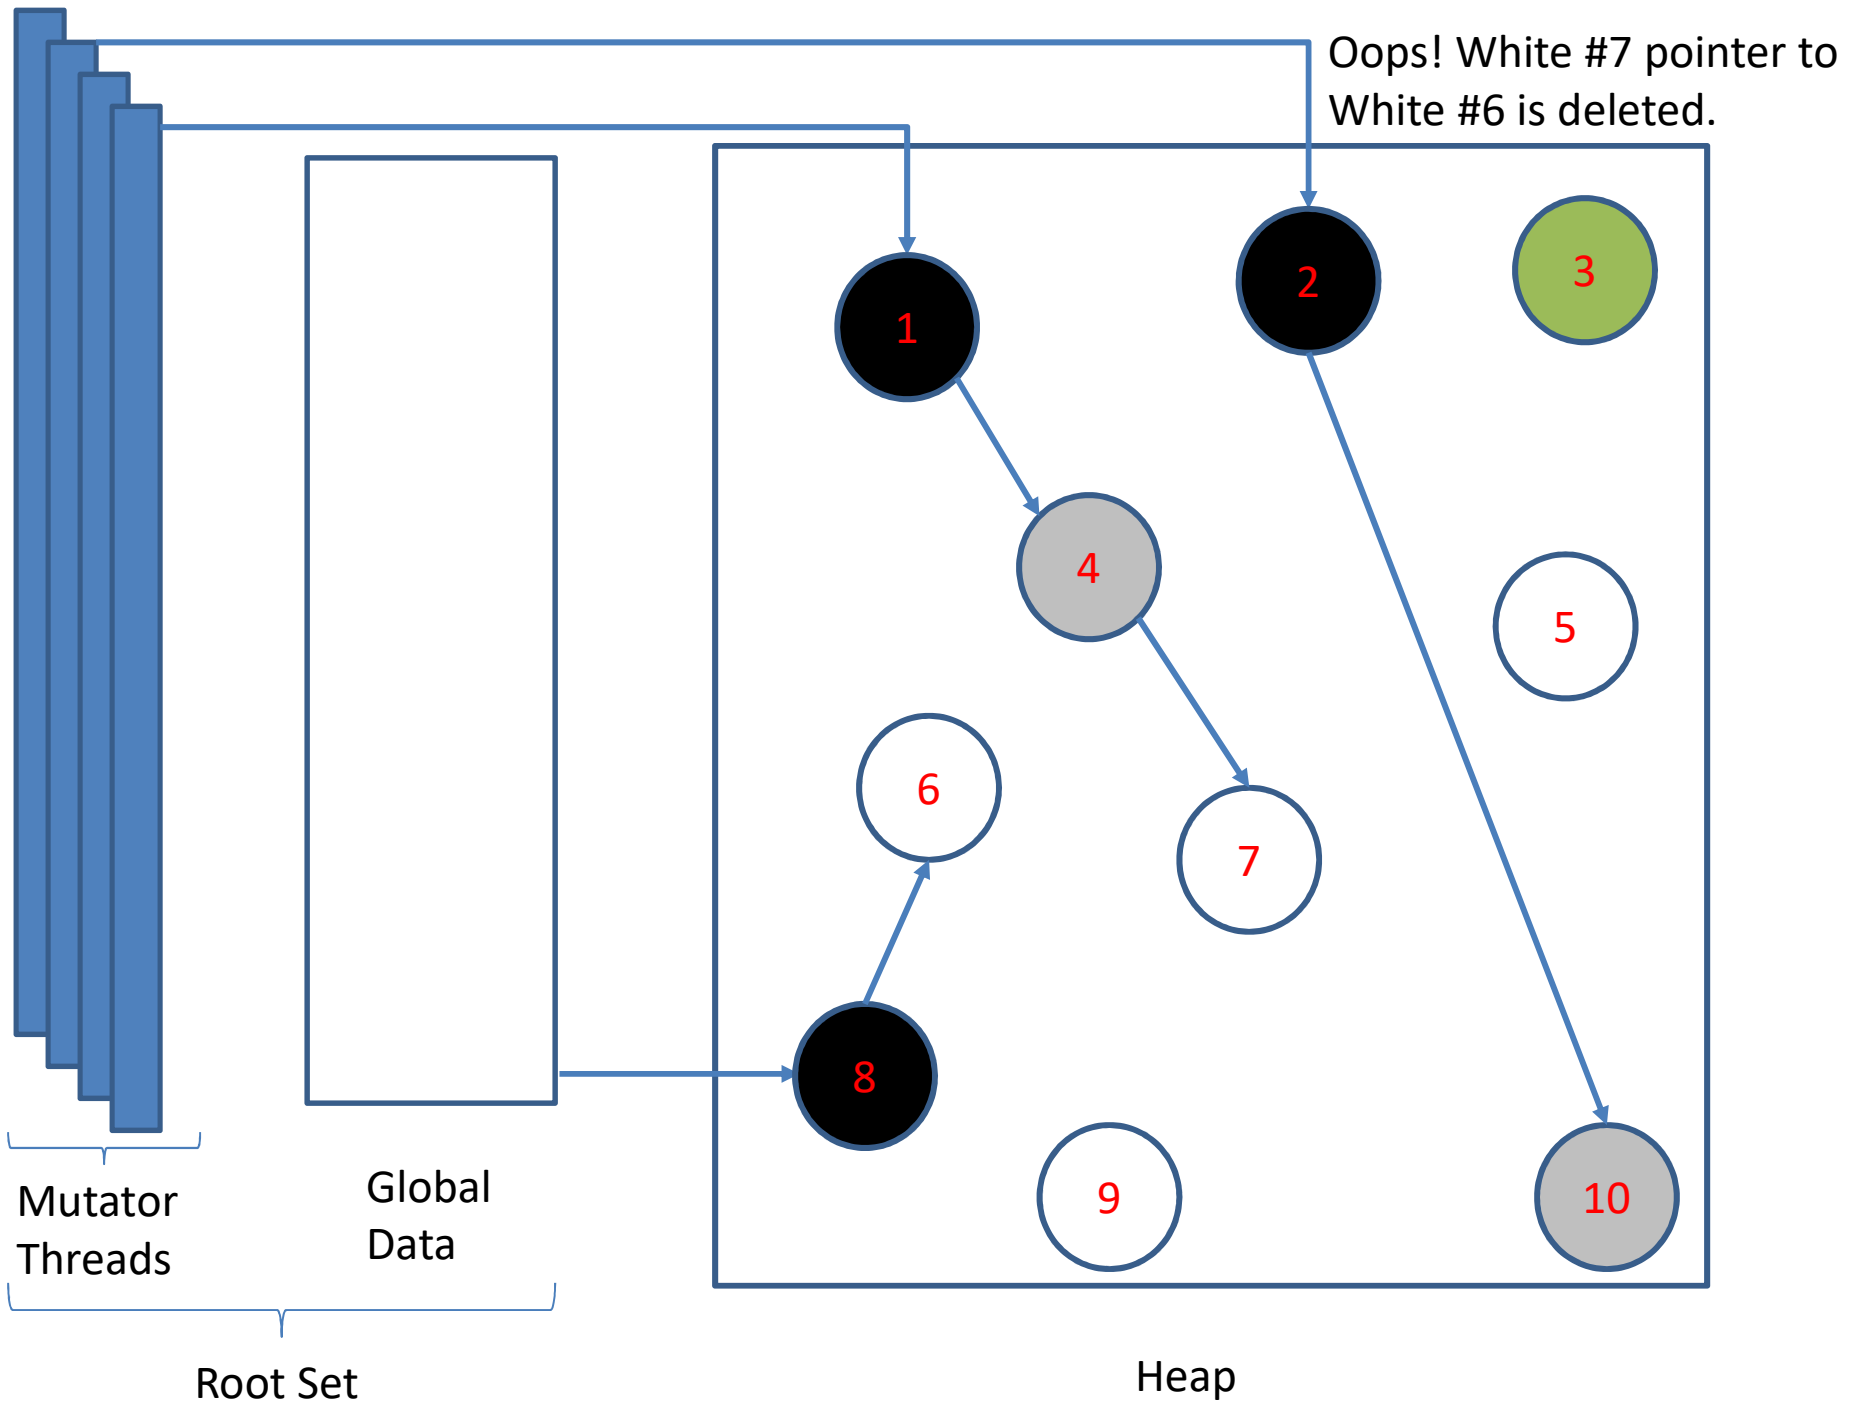 Oops! White #7 pointer to
White #6 is deleted.
1
2
3
4
5
6
7
8
9
10
Mutator
Threads
Global
Data
Root Set
Heap